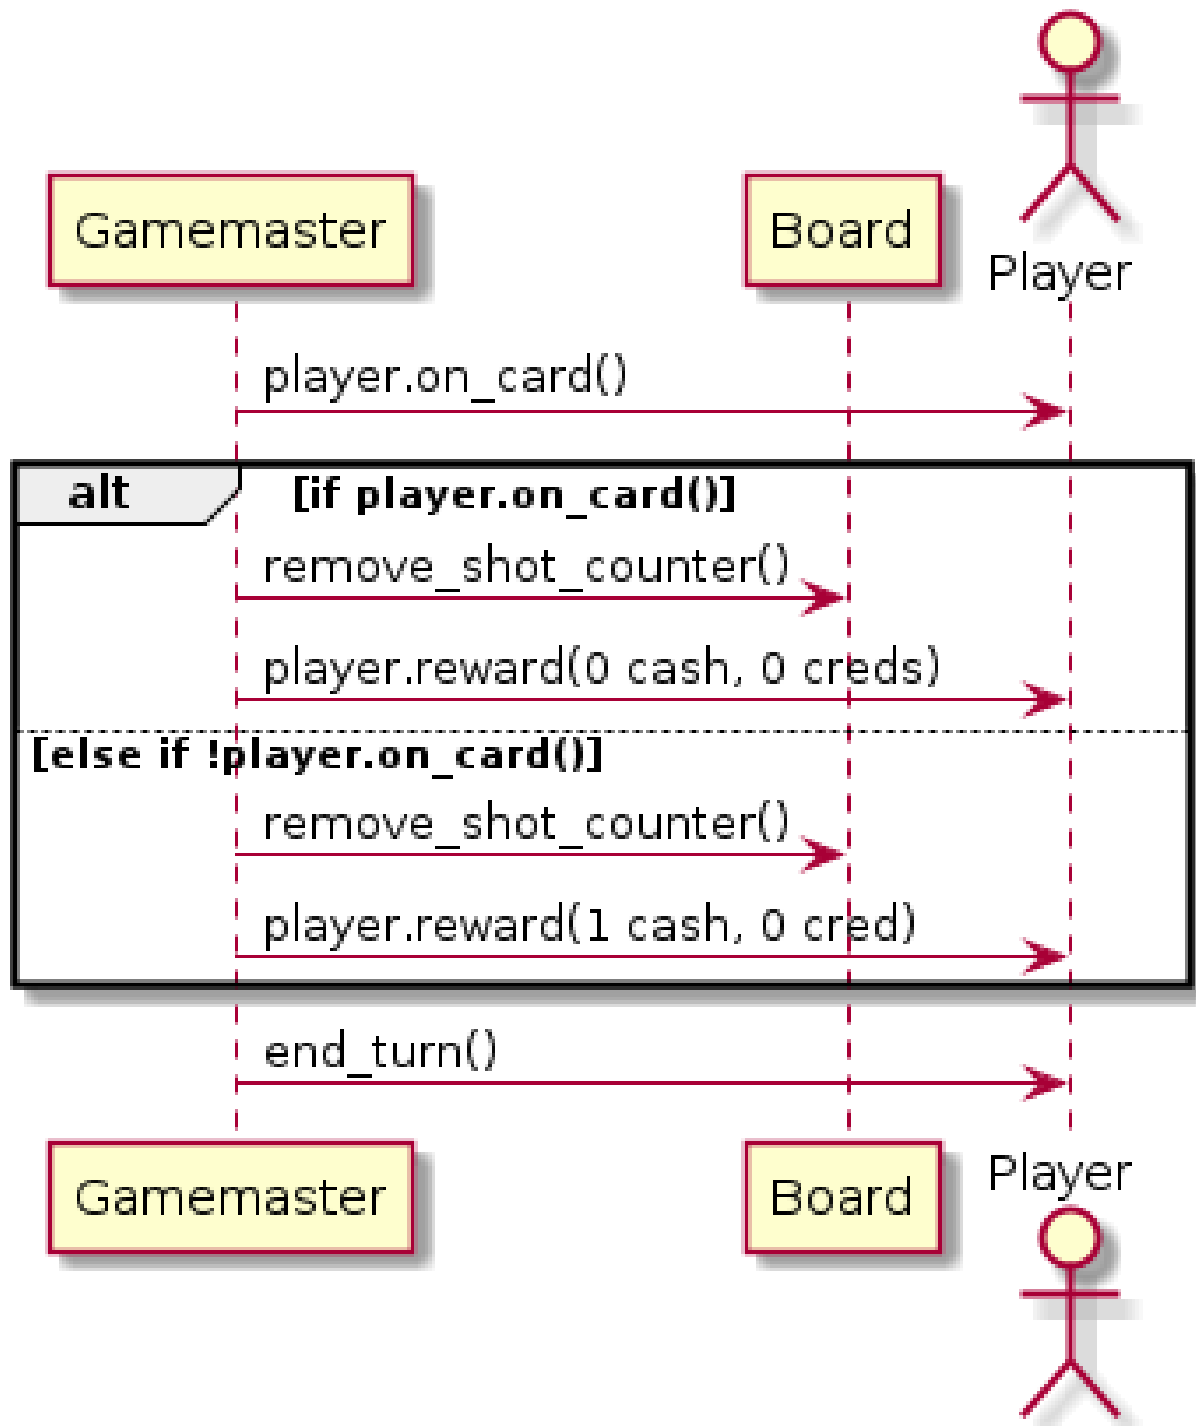 Gamemaster
Board
Player
player.on_card()
alt
[if player.on_card()]
remove_shot_counter()
player.reward(0 cash, 0 creds)
[else if !player.on_card()]
remove_shot_counter()
player.reward(1 cash, 0 cred)
end_turn()
Gamemaster
Board
Player